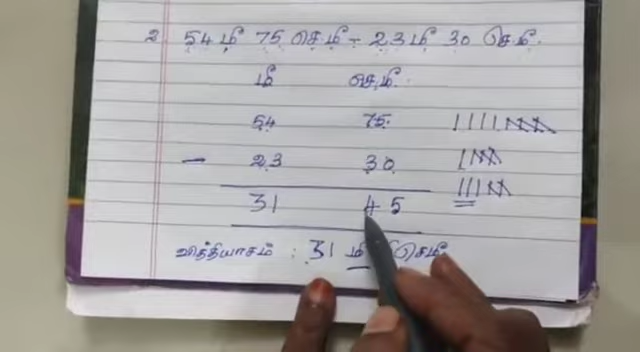 2. 54 மீ 75 செ.மீ - 23 மீ 30 செ.மீ.
மீ செ.மீ.
54 75
- 23 30
31 45
வித்தியாசம் : 31 மீ செ.மீ